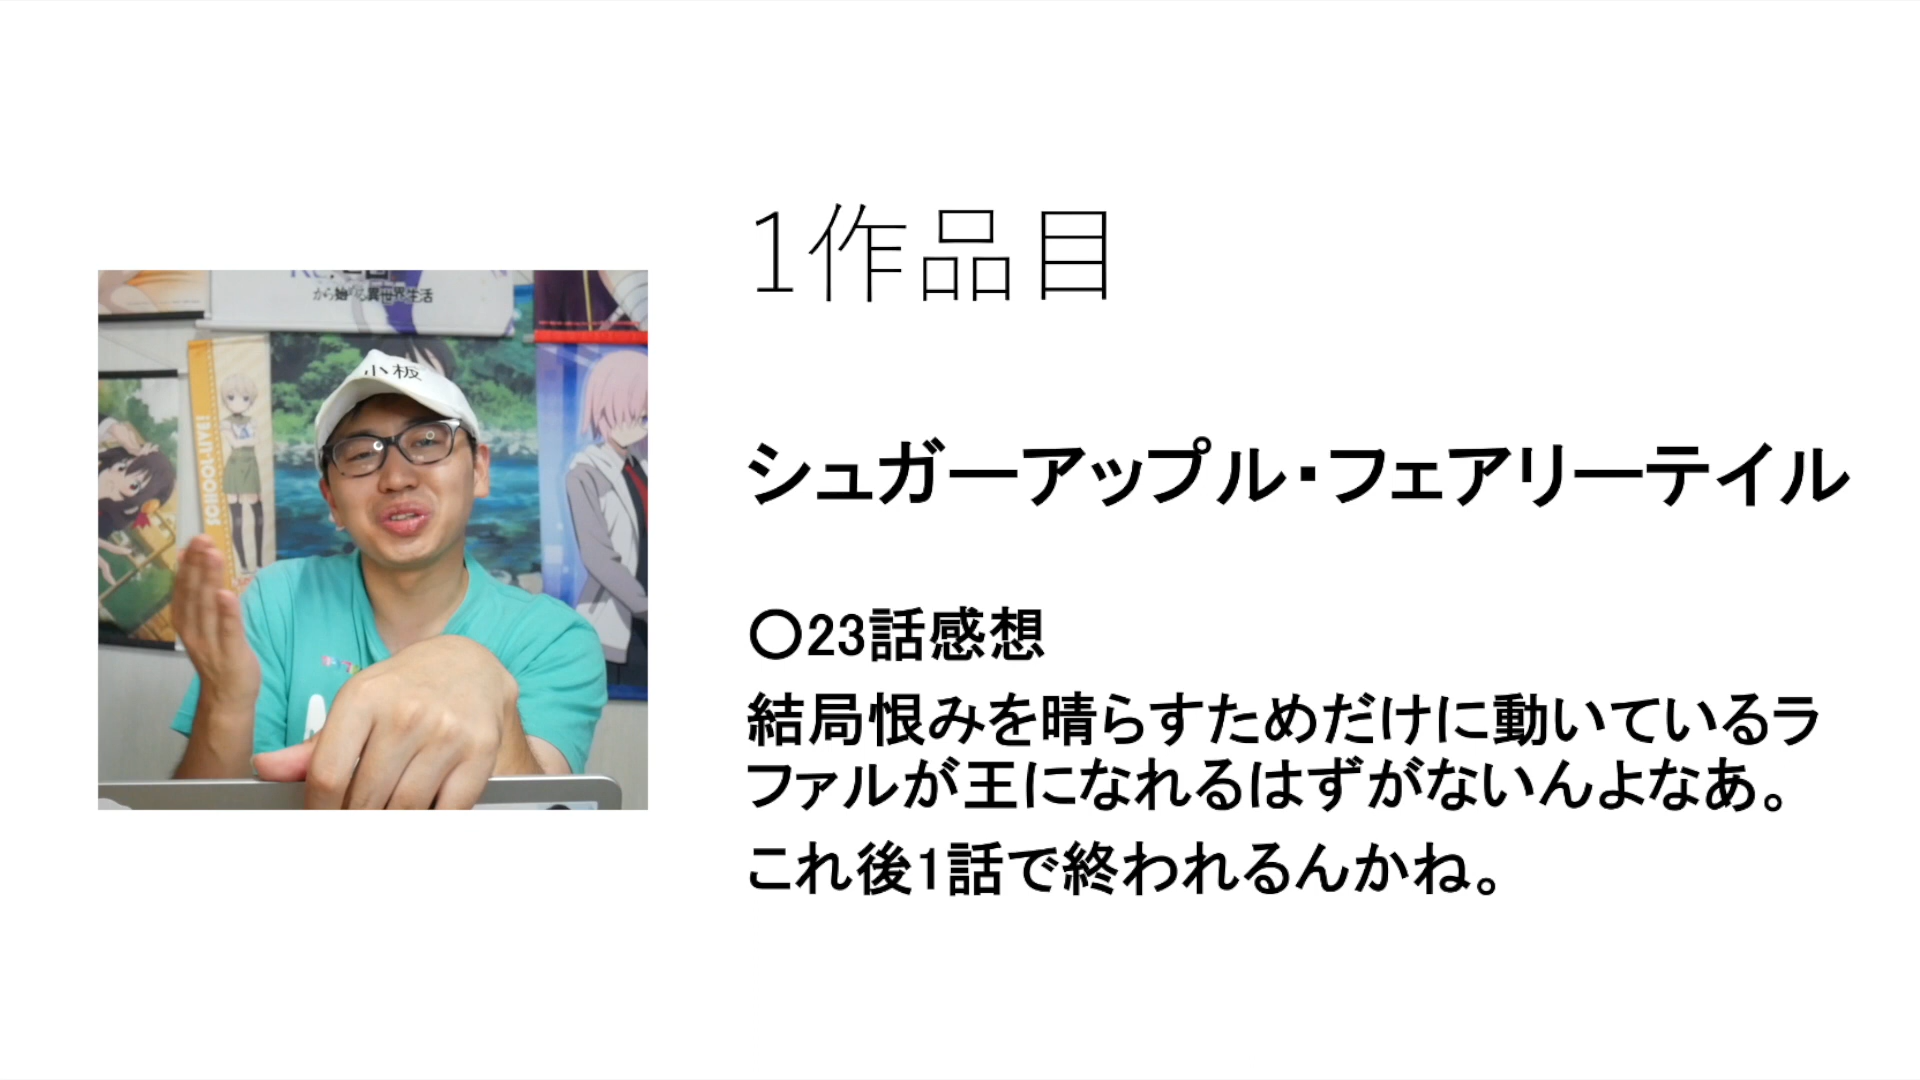 1作品目
シュガーアップル・フェアリーテイル
〇23話感想
結局恨みを晴らすためだけに動いているラ
ファルが王になれるはずがないんよなあ。
これ後1話で終われるんかね。
から始める異世界生活
小板
SCHOOL-LIVE!